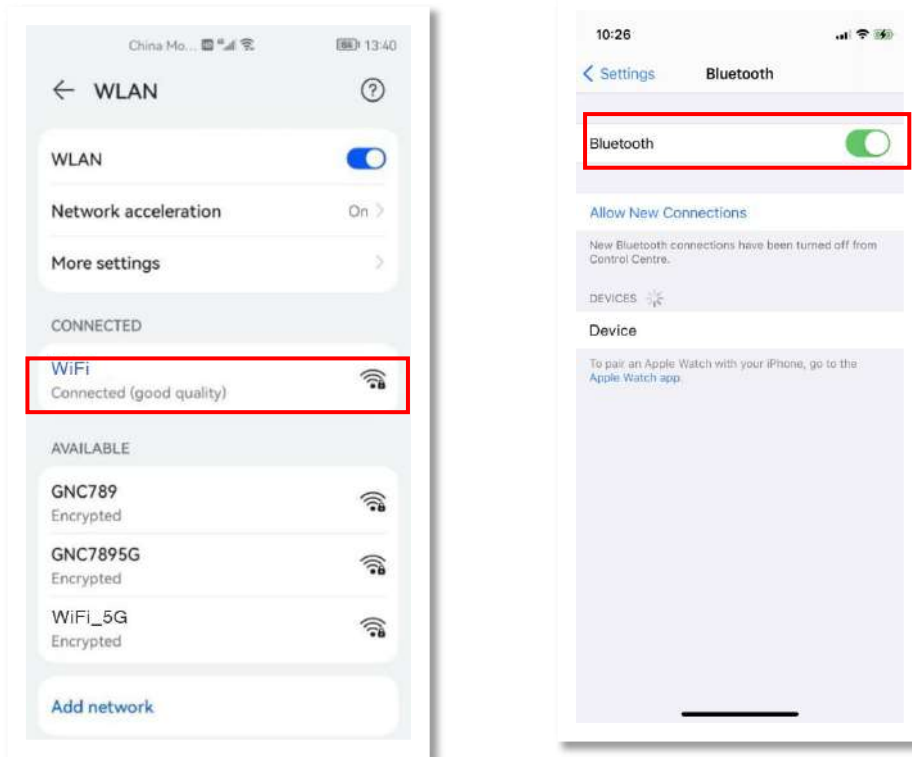 China Mo... 13:40
WLAN
WLAN
Network acceleration On
More settings
CONNECTED
WiFi
Connected (good quality)
AVAILABLE
GNC789
Encrypted
GNC7895G
Encrypted
WiFi_5G
Encrypted
Add network
10:26
Settings Bluetooth
Bluetooth
Allow New Connections
New Bluetooth connections have been turned off from
Control Centre.
DEVICES
Device
To pair an Apple Watch with your iPhone, go to the
Apple Watch app.